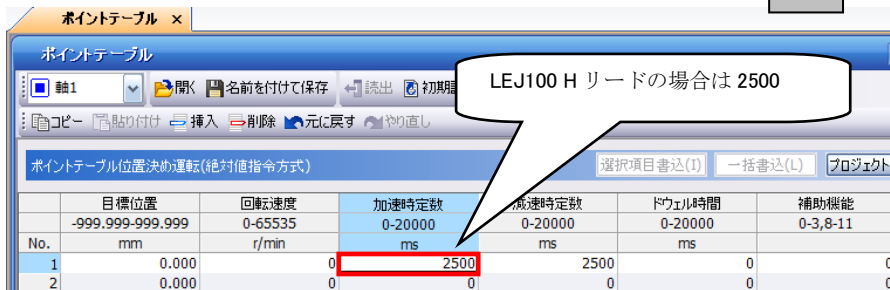 ポイントテーブル ×
ポイントテーブル
軸1 開く 名前を付けて保存 読出 初期
コピー 貼り付け 挿入 削除 元に戻す やり直し
LEJ100 H リードの場合は 2500
ポイントテーブル位置決め運転(絶対値指令方式) 選択項目書込(I) 一括書込(L) プロジェクト
目標位置 回転速度 加速時定数 減速時定数 ドウェル時間 補助機能
-999.999-999.999 0-65535 0-20000 0-20000 0-20000 0-3,8-11
No. mm r/min ms ms ms
1 0.000 0 2500 2500 0 0
2 0.000 0 0 0 0 0